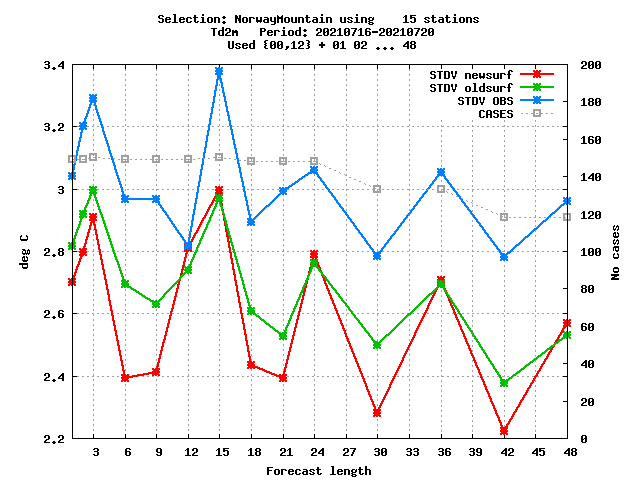 Selection: NorwayMountain using    15 stations
Td2m   Period: 20210716-20210720
Used {00,12} + 01 02 ... 48
STDV newsurf
STDV oldsurf
STDV OBS
CASES
deg C
3.4
3.2
3
2.8
2.6
2.4
2.2
200
180
160
140
120
100
80
60
40
20
0
No cases
3 6 9 12 15 18 21 24 27 30 33 36 39 42 45 48
Forecast length